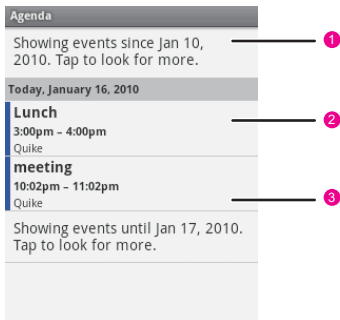 Agenda
Showing events since Jan 10,
2010. Tap to look for more.
1
Today, January 16, 2010
Lunch
2
3:00pm – 4:00pm
Quike
meeting
10:02pm – 11:02pm
3
Quike
Showing events until Jan 17, 2010.
Tap to look for more.